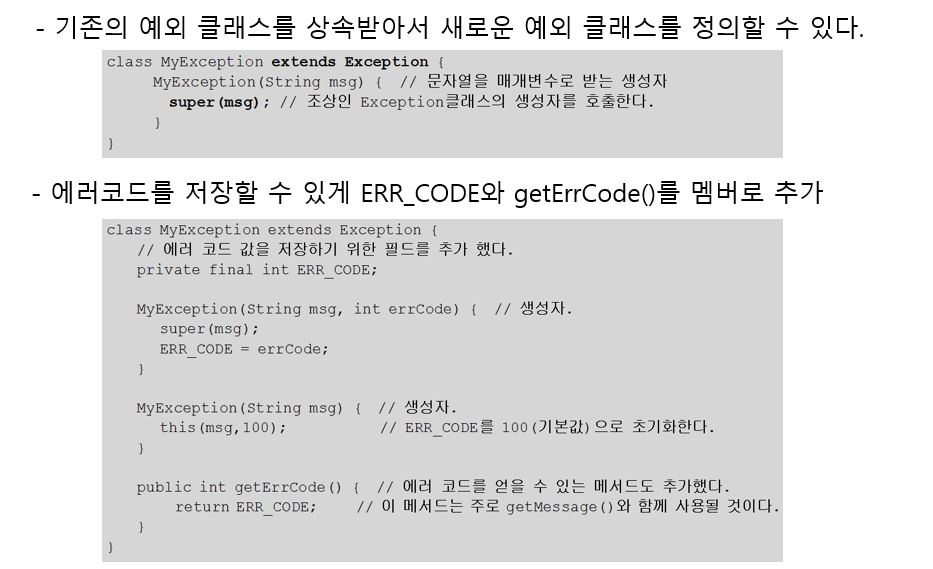 - 기존의 예외 클래스를 상속받아서 새로운 예외 클래스를 정의할 수 있다.
class MyException extends Exception {
MyException(String msg) { // 문자열을 매개변수로 받는 생성자
super(msg); // 조상인 Exception클래스의 생성자를 호출한다.
}
}
- 에러코드를 저장할 수 있게 ERR_CODE와 getErrCode()를 멤버로 추가
class MyException extends Exception {
// 에러 코드 값을 저장하기 위한 필드를 추가 했다.
private final int ERR_CODE;
MyException(String msg, int errCode) { // 생성자.
super(msg);
ERR_CODE = errCode;
}
MyException(String msg) { // 생성자.
this(msg,100); // ERR_CODE를 100(기본값)으로 초기화한다.
}
public int getErrCode() { // 에러 코드를 얻을 수 있는 메서드도 추가했다.
return ERR_CODE; // 이 메서드는 주로 getMessage()와 함께 사용될 것이다.
}
}